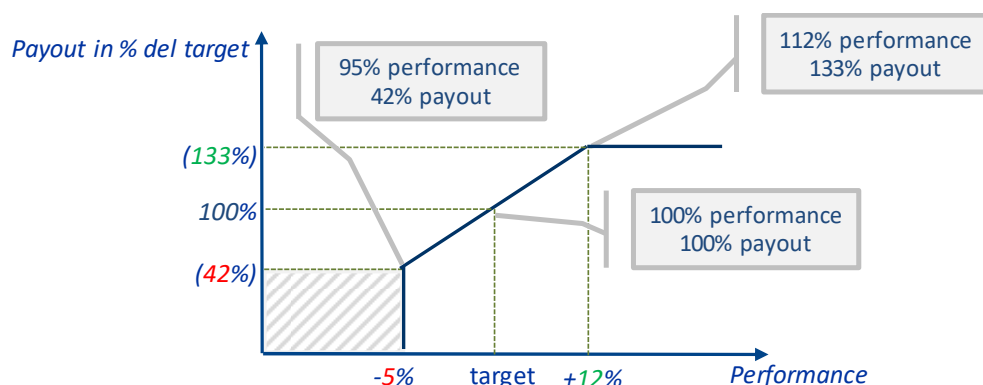 Payout in % del target
95% performance
42% payout
112% performance
133% payout
(133%)
100%
100% performance
100% payout
(42%)
-5%
target
+12%
Performance